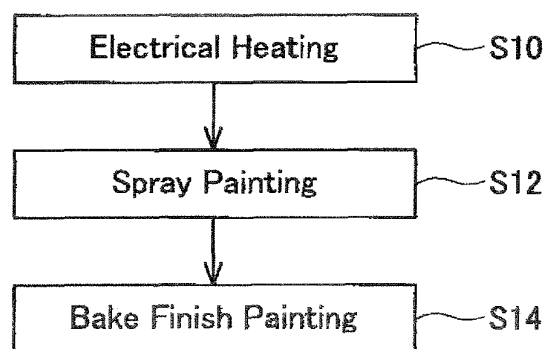 Electrical Heating S10
Spray Painting S12
Bake Finish Painting S14